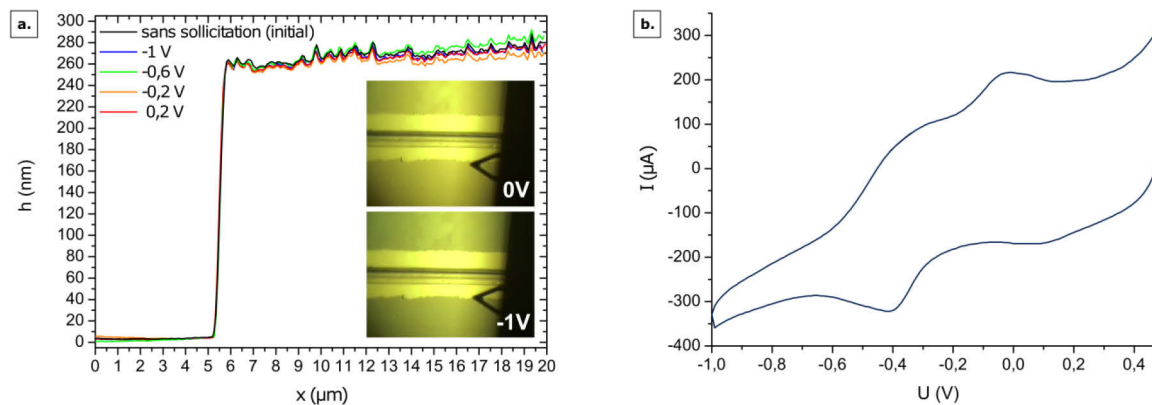 a.
300
280
260
240
220
200
180
160
140
120
100
80
60
40
20
0
h (nm)
sans sollicitation (initial)
-1 V
-0,6 V
-0,2 V
0,2 V
0V
-1V
0 1 2 3 4 5 6 7 8 9 10 11 12 13 14 15 16 17 18 19 20
x (µm)
b.
300
200
100
0
-100
-200
-300
-400
I (µA)
-1,0 -0,8 -0,6 -0,4 -0,2 0,0 0,2 0,4
U (V)